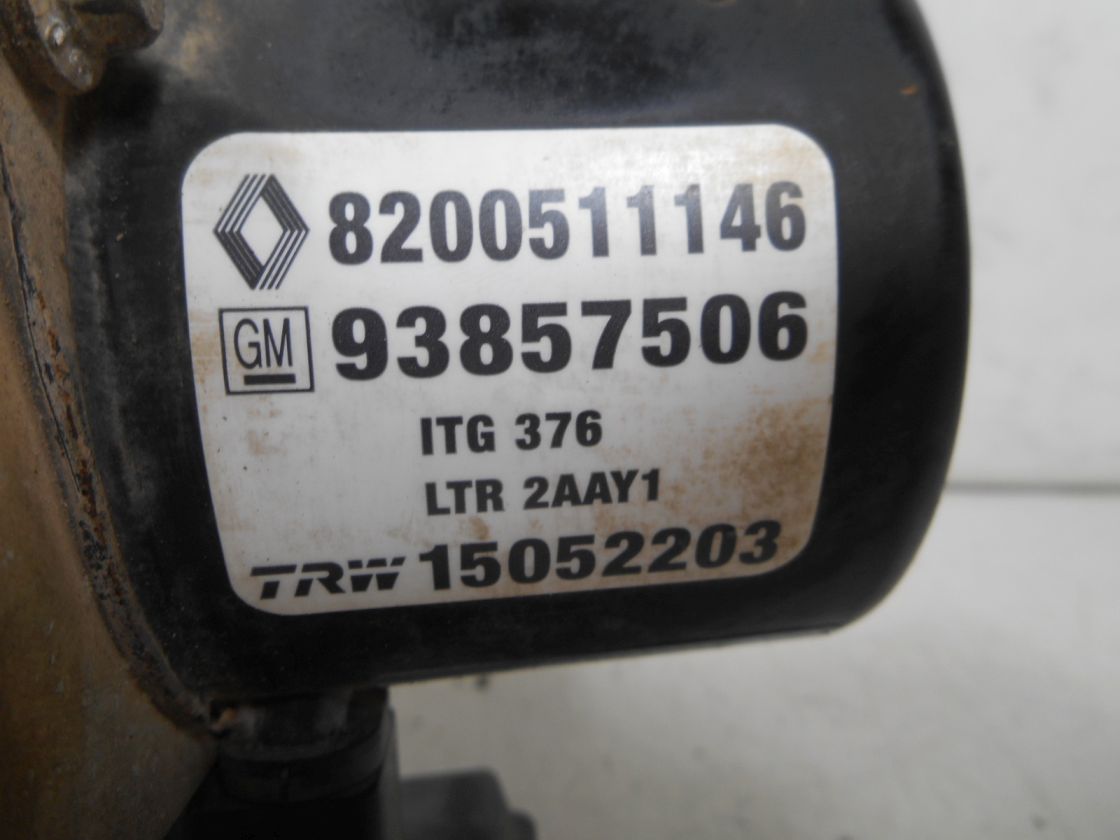 8200511146
GM 93857506
ITG 376
LTR 2AAY1
TRW 15052203